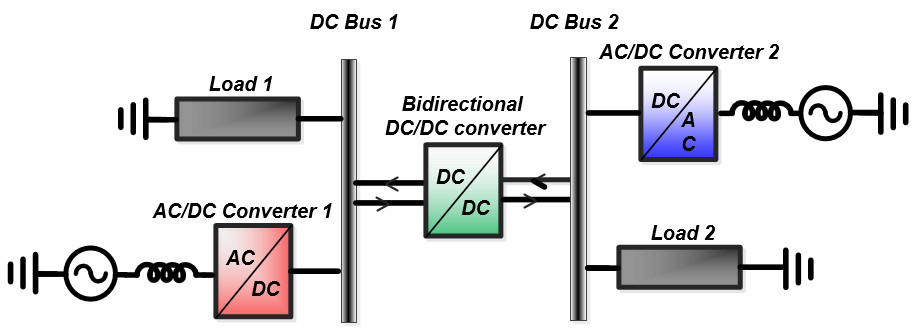 DC Bus 1
DC Bus 2
AC/DC Converter 2
Load 1
Bidirectional
DC/DC converter
DC
A
C
DC
DC
AC/DC Converter 1
Load 2
AC
DC